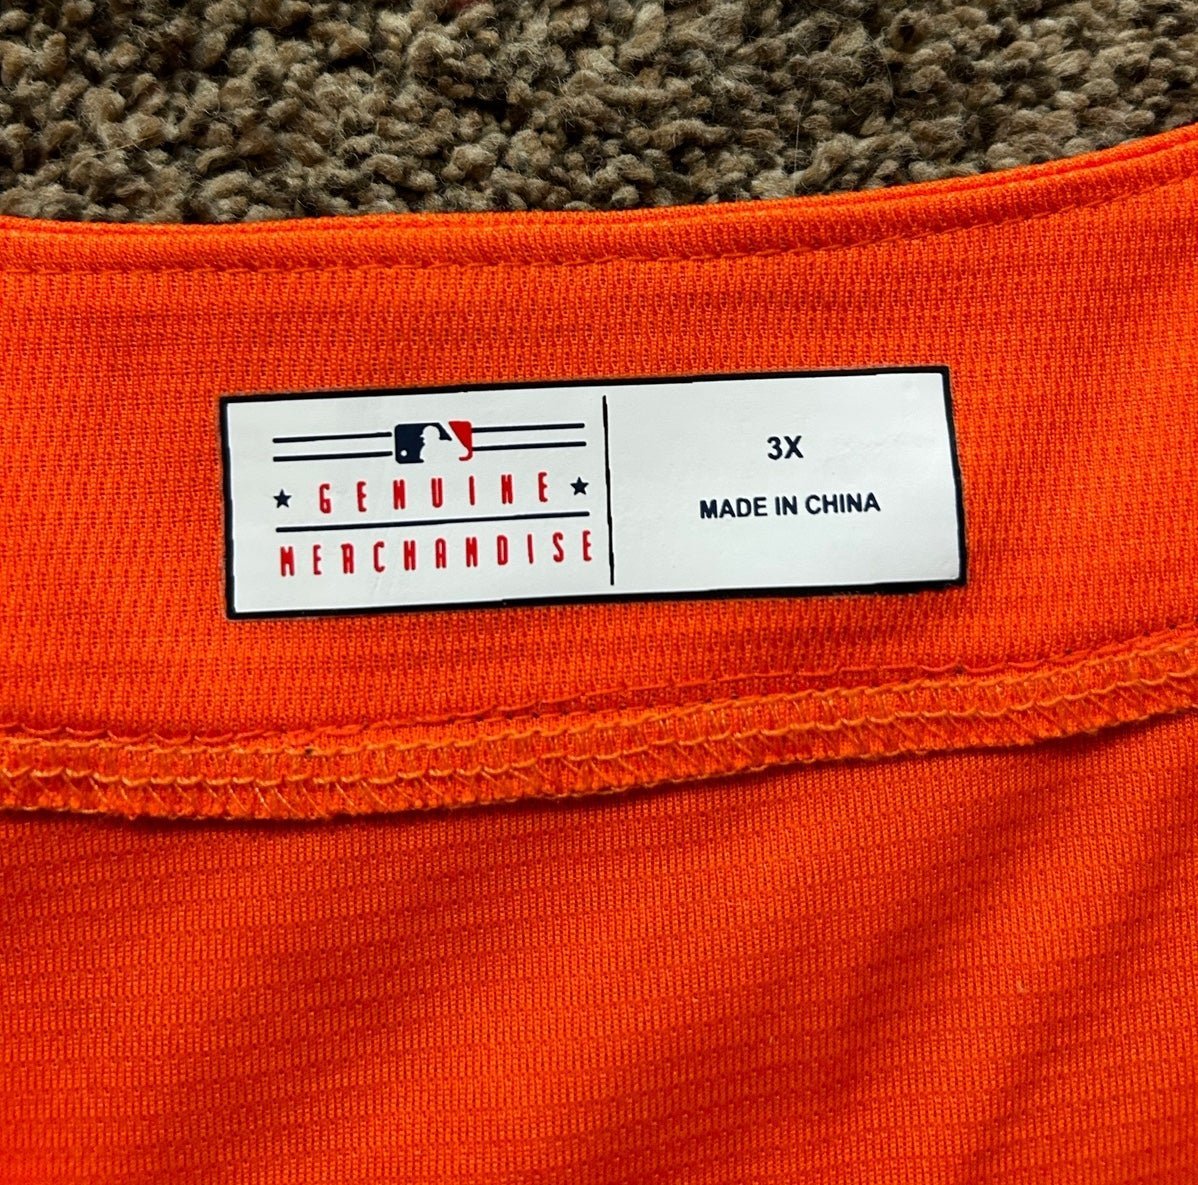 GENUINE
MERCHANDISE
3X
MADE IN CHINA